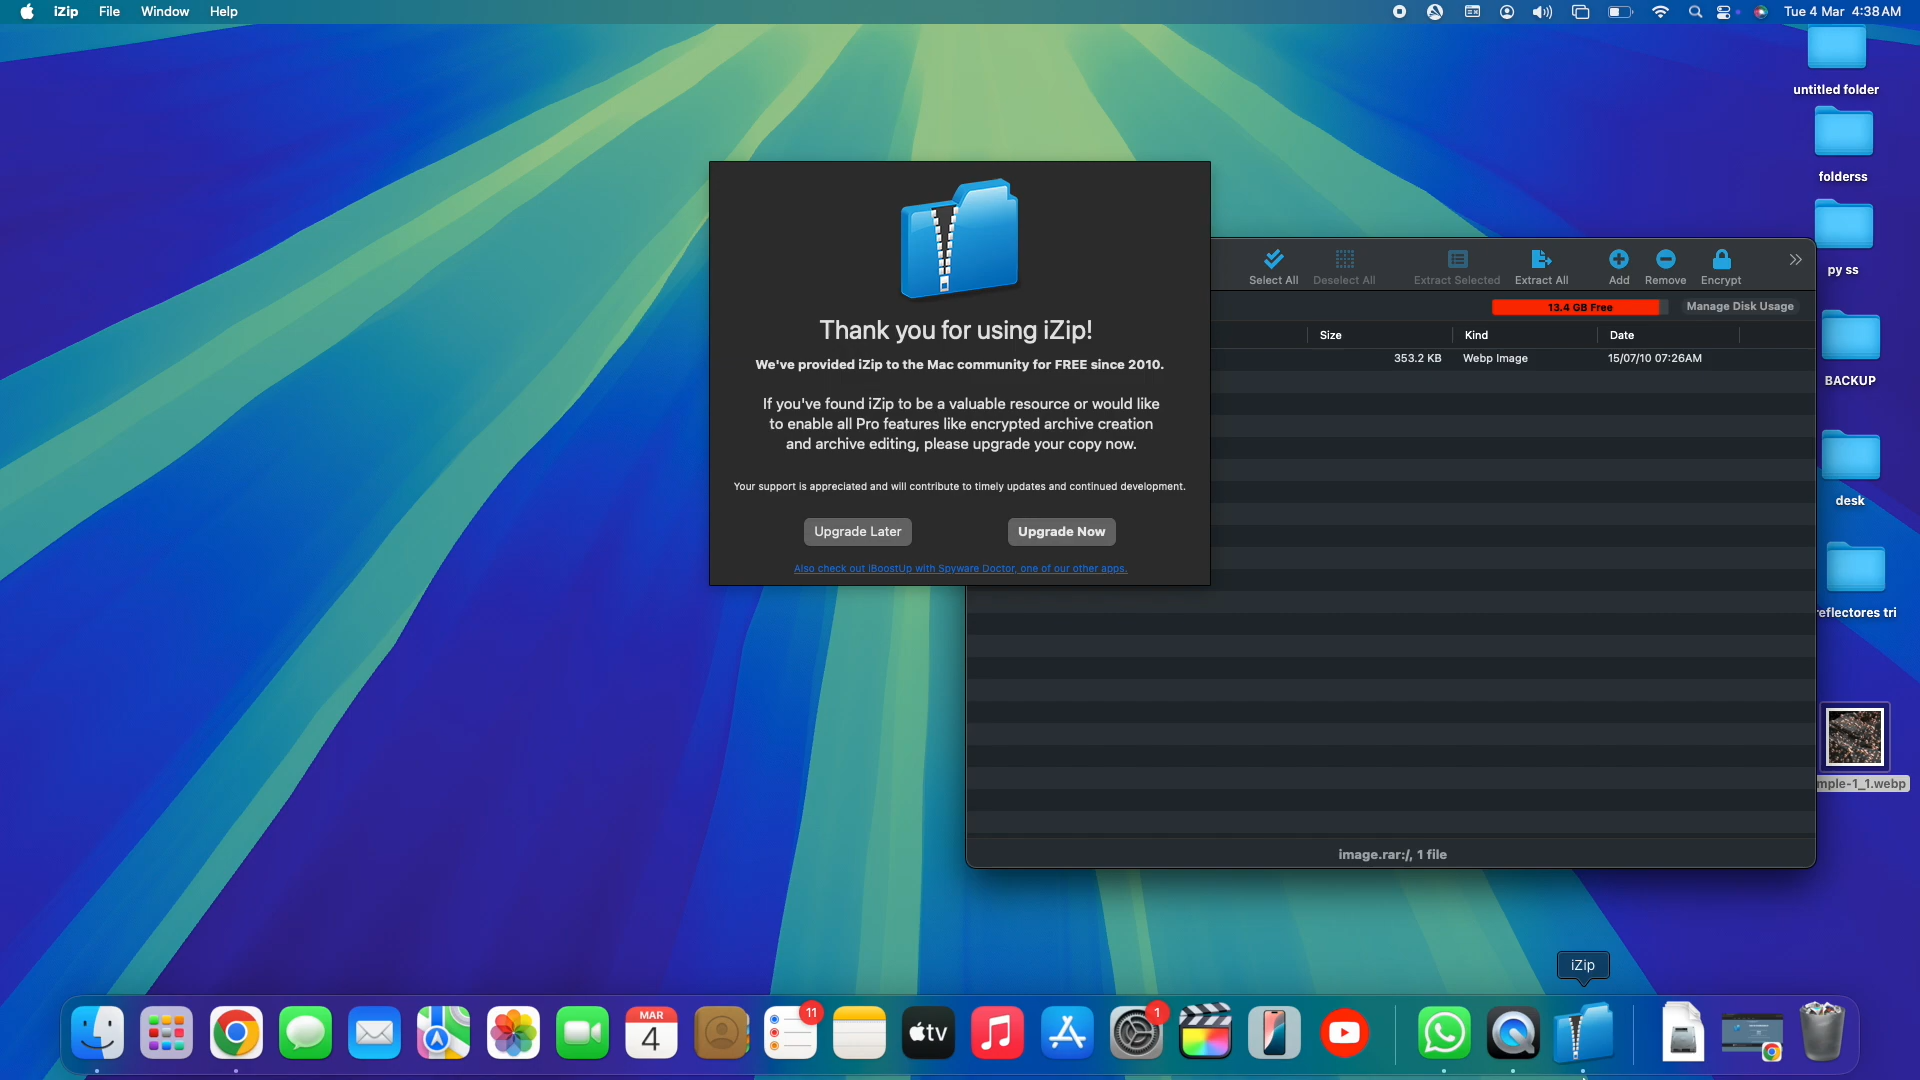 iZip File Window Help
Tue 4 Mar 4:38 AM
untitled folder
folderss
py ss
BACKUP
desk
eflectores tri
mple-1_1.webp
Thank you for using iZip!
We've provided iZip to the Mac community for FREE since 2010.
If you've found iZip to be a valuable resource or would like
to enable all Pro features like encrypted archive creation
and archive editing, please upgrade your copy now.
Your support is appreciated and will contribute to timely updates and continued development.
Upgrade Later
Upgrade Now
Also check out iBoostUp with Spyware Doctor, one of our other apps.
Select All Deselect All Extract Selected Extract All Add Remove Encrypt
13.4 GB Free Manage Disk Usage
Size Kind Date
353.2 KB Webp Image 15/07/10 07:26AM
image.rar:/, 1 file
iZip
MAR
4
11
tv
1